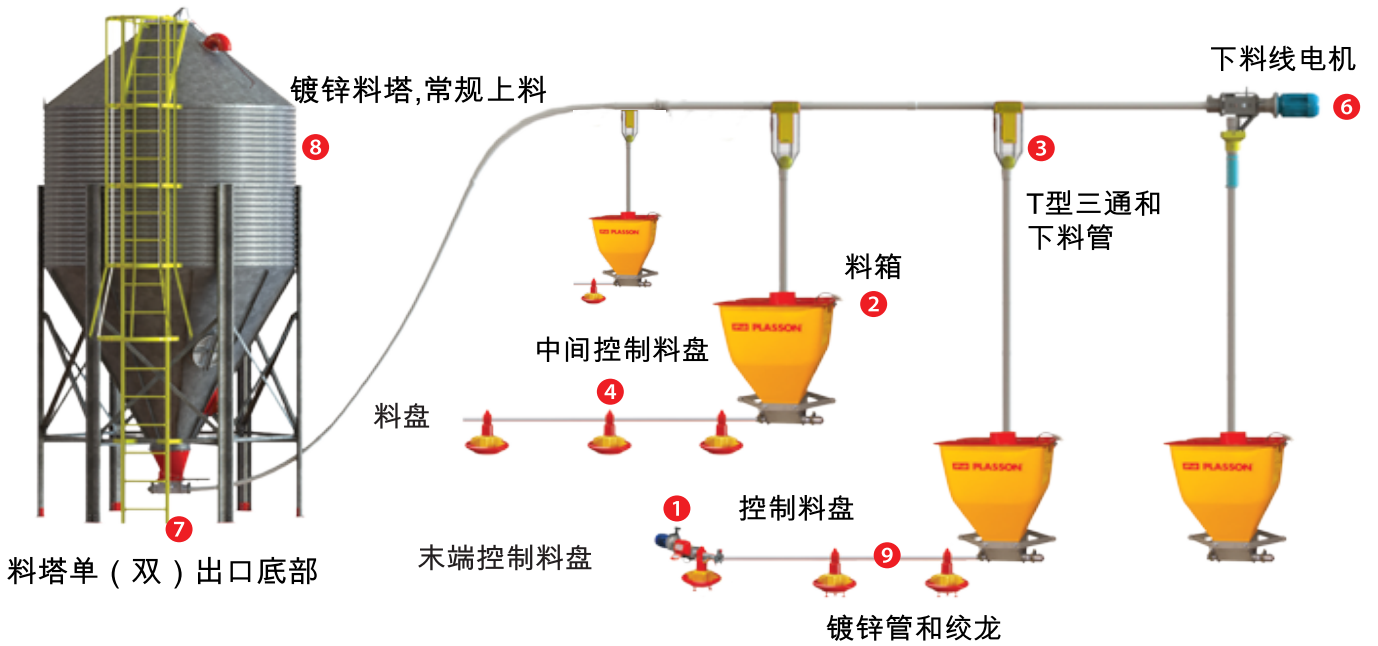 下料线电机
6
镀锌料塔,常规上料
8
3
T型三通和
下料管
PLASSON
料箱
2
PLASSON
中间控制料盘
4
料盘
PLASSON
PLASSON
1
控制料盘
7
末端控制料盘
9
料塔单（双）出口底部
镀锌管和绞龙